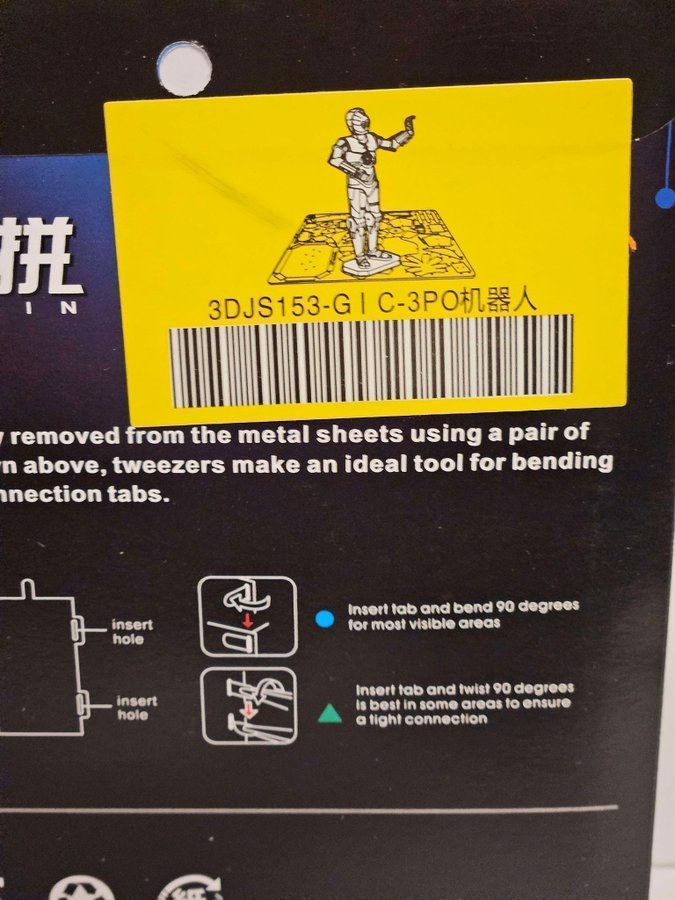 拼
I N
3DJS153-G | C-3PO机器人
removed from the metal sheets using a pair of
above, tweezers make an ideal tool for bending
tabs.
insert
hole
insert
hole
Insert tab and bend 90 degrees
for most visible areas
Insert tab and twist 90 degrees
is best in some areas to ensure
a tight connection